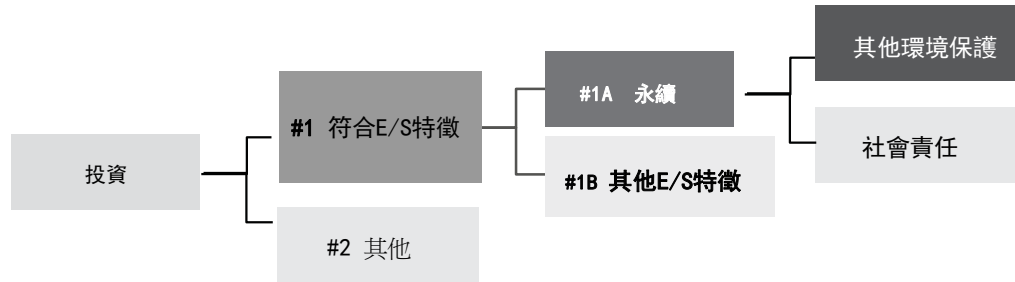 投資
#1 符合E/S特徵
#2 其他
#1A 永續
#1B 其他E/S特徵
其他環境保護
社會責任